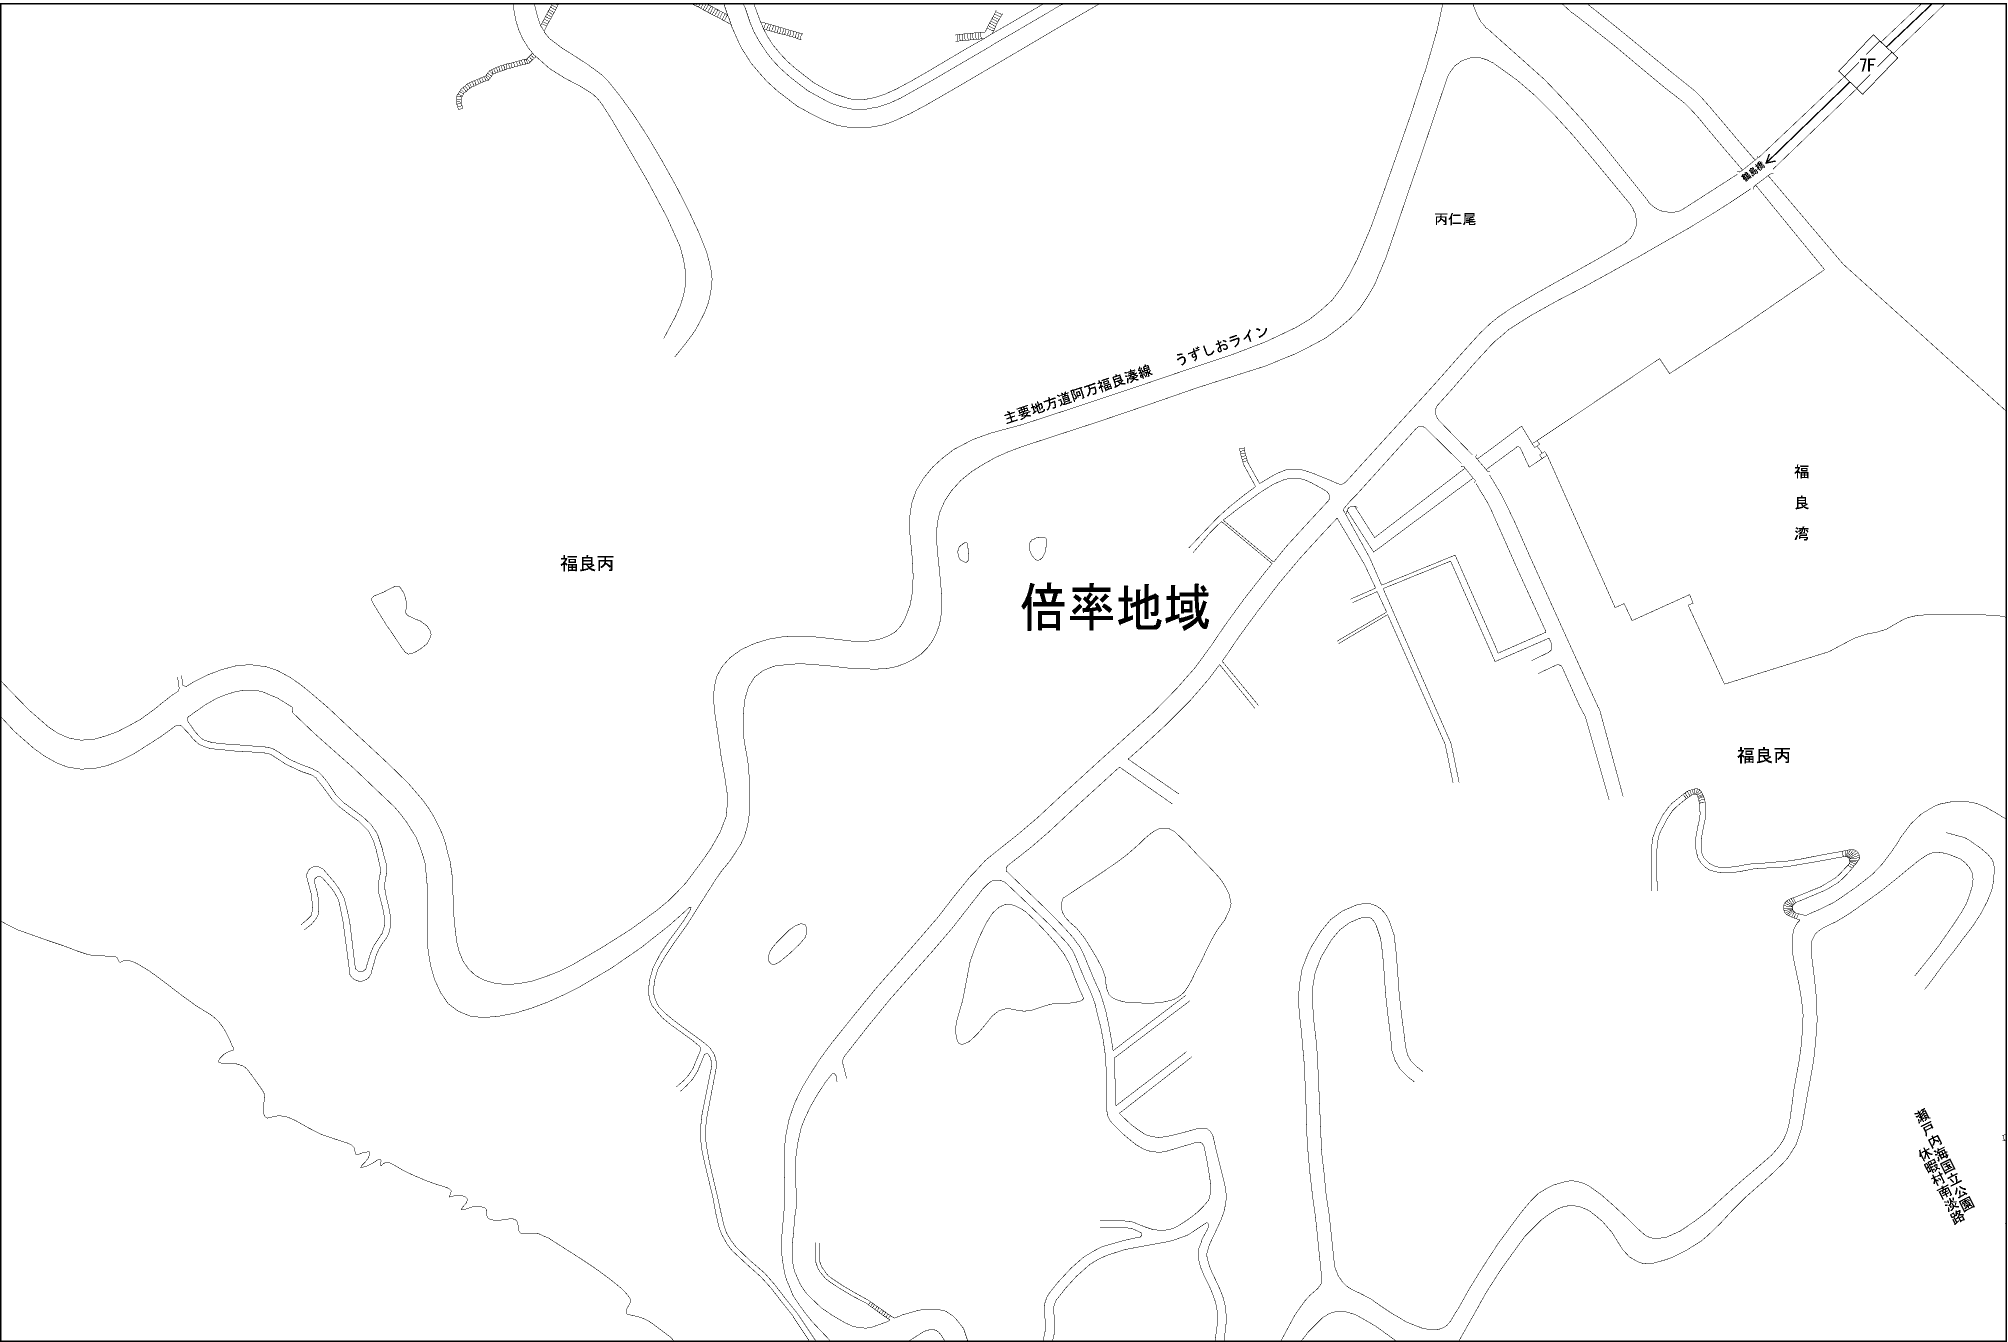 7F
鶴島橋
丙仁尾
主要地方道阿万福良湊線　うずしおライン
福良湾
福良丙
倍率地域
福良丙
瀬戸内海国立公園
休暇村南淡路